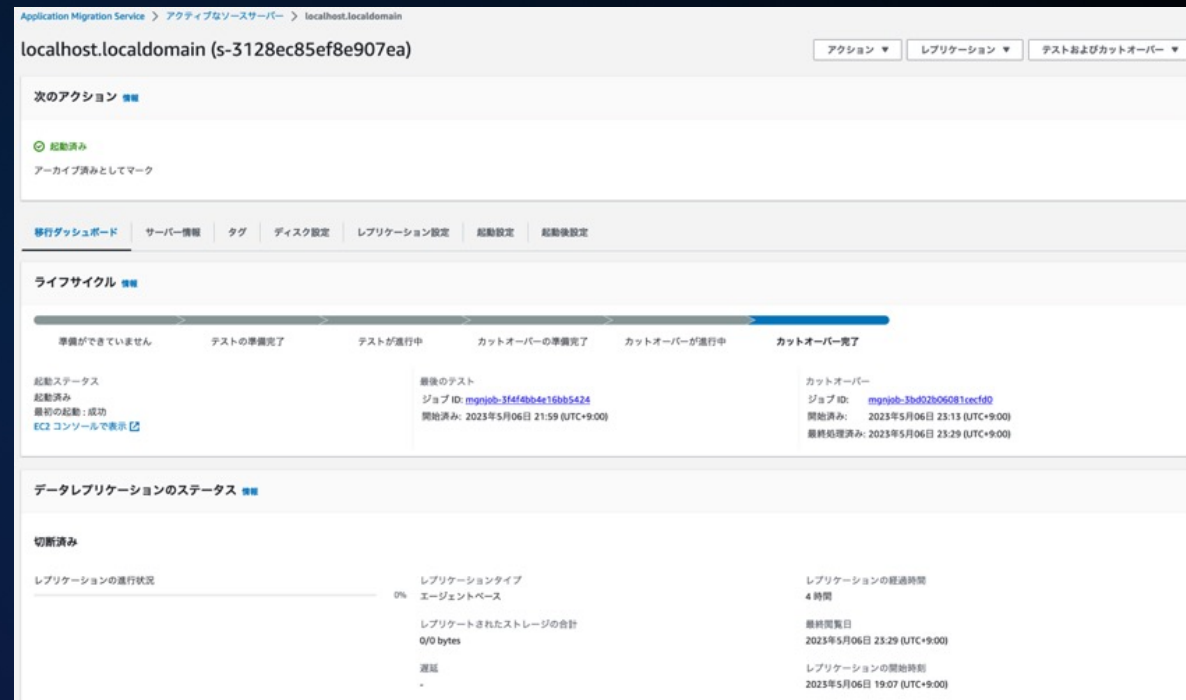 Application Migration Service > アクティブなソースサーバー > localhost.localdomain
localhost.localdomain (s-3128ec85ef8e907ea)
アクション ▼ レプリケーション ▼ テストおよびカットオーバー ▼
次のアクション 情報
起動済み
アーカイブ済みとしてマーク
移行ダッシュボード サーバー情報 タグ ディスク設定 レプリケーション設定 起動設定 起動後設定
ライフサイクル 情報
準備ができていません テストの準備完了 テストが進行中 カットオーバーの準備完了 カットオーバーが進行中 カットオーバー完了
起動ステータス
起動済み
最初の起動 : 成功
EC2 コンソールで表示
最後のテスト
ジョブ ID: mgnjob-3f4f4bb4e16bb5424
開始済み: 2023年5月06日 21:59 (UTC+9:00)
カットオーバー
ジョブ ID: mgnjob-3bd02b06081cecfd0
開始済み: 2023年5月06日 23:13 (UTC+9:00)
最終処理済み: 2023年5月06日 23:29 (UTC+9:00)
データレプリケーションのステータス 情報
切断済み
レプリケーションの進行状況
0%
レプリケーションタイプ
エージェントベース
レプリケートされたストレージの合計
0/0 bytes
遅延
-
レプリケーションの経過時間
4 時間
最終閲覧日
2023年5月06日 23:29 (UTC+9:00)
レプリケーションの開始時刻
2023年5月06日 19:07 (UTC+9:00)